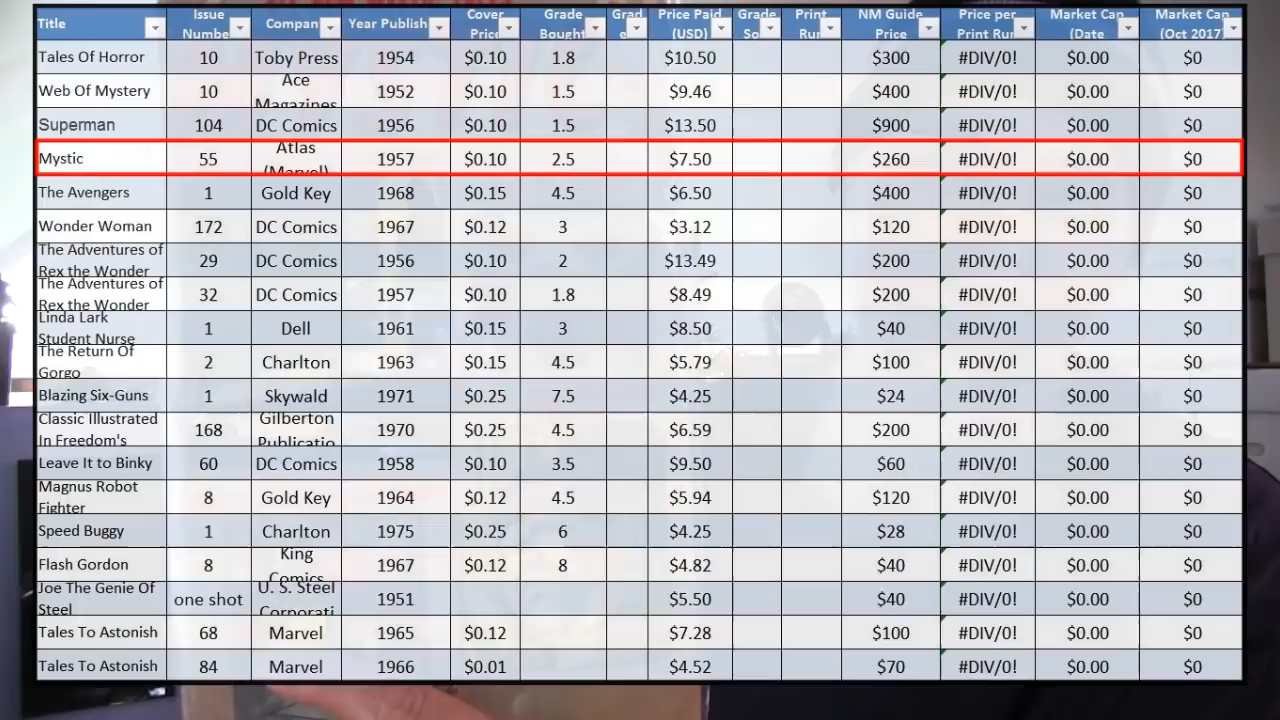 Title Issue Number Company Year Publish Cover Price Grade Bought Grad e Price Paid (USD) Grade So Print Run NM Guide Price Price per Print Run Market Cap (Date Market Cap (Oct 2017)
Tales Of Horror 10 Toby Press 1954 $0.10 1.8 $10.50 $300 #DIV/0! $0.00 $0
Web Of Mystery 10 Ace Magazines 1952 $0.10 1.5 $9.46 $400 #DIV/0! $0.00 $0
Superman 104 DC Comics 1956 $0.10 1.5 $13.50 $900 #DIV/0! $0.00 $0
Mystic 55 Atlas (Marvel) 1957 $0.10 2.5 $7.50 $260 #DIV/0! $0.00 $0
The Avengers 1 Gold Key 1968 $0.15 4.5 $6.50 $400 #DIV/0! $0.00 $0
Wonder Woman 172 DC Comics 1967 $0.12 3 $3.12 $120 #DIV/0! $0.00 $0
The Adventures of Rex the Wonder 29 DC Comics 1956 $0.10 2 $13.49 $200 #DIV/0! $0.00 $0
The Adventures of Rex the Wonder 32 DC Comics 1957 $0.10 1.8 $8.49 $200 #DIV/0! $0.00 $0
Linda Lark Student Nurse 1 Dell 1961 $0.15 3 $8.50 $40 #DIV/0! $0.00 $0
The Return Of Gorgo 2 Charlton 1963 $0.15 4.5 $5.79 $100 #DIV/0! $0.00 $0
Blazing Six-Guns 1 Skywald 1971 $0.25 7.5 $4.25 $24 #DIV/0! $0.00 $0
Classic Illustrated In Freedom's 168 Gilberton Publicatio 1970 $0.25 4.5 $6.59 $200 #DIV/0! $0.00 $0
Leave It to Binky 60 DC Comics 1958 $0.10 3.5 $9.50 $60 #DIV/0! $0.00 $0
Magnus Robot Fighter 8 Gold Key 1964 $0.12 4.5 $5.94 $120 #DIV/0! $0.00 $0
Speed Buggy 1 Charlton 1975 $0.25 6 $4.25 $28 #DIV/0! $0.00 $0
Flash Gordon 8 King Comics 1967 $0.12 8 $4.82 $40 #DIV/0! $0.00 $0
Joe The Genie Of Steel one shot U. S. Steel Corporati 1951 $5.50 $40 #DIV/0! $0.00 $0
Tales To Astonish 68 Marvel 1965 $0.12 $7.28 $100 #DIV/0! $0.00 $0
Tales To Astonish 84 Marvel 1966 $0.01 $4.52 $70 #DIV/0! $0.00 $0